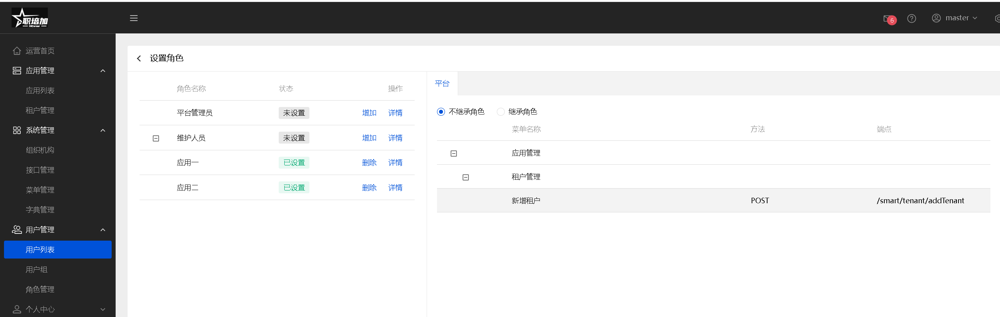 职培加
HiCareer
6
master
运营首页
应用管理
应用列表
租户管理
系统管理
组织机构
接口管理
菜单管理
字典管理
用户管理
用户列表
用户组
角色管理
个人中心
设置角色
角色名称 状态 操作
平台管理员 未设置 增加 详情
维护人员 未设置 增加 详情
应用一 已设置 删除 详情
应用二 已设置 删除 详情
平台
不继承角色 继承角色
菜单名称 方法 端点
应用管理
租户管理
新增租户 POST /smart/tenant/addTenant